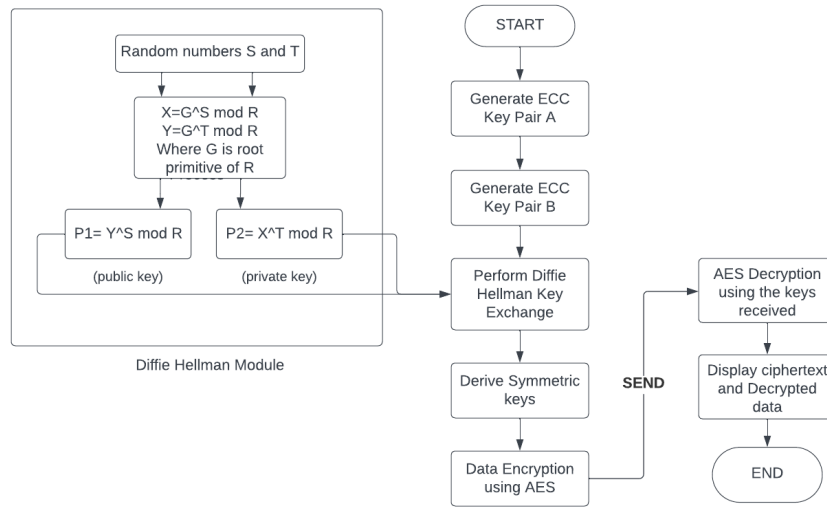 Random numbers S and T
X=G^S mod R
Y=G^T mod R
Where G is root
primitive of R
P1= Y^S mod R
P2= X^T mod R
(public key)
(private key)
Diffie Hellman Module
START
Generate ECC
Key Pair A
Generate ECC
Key Pair B
Perform Diffie
Hellman Key
Exchange
Derive Symmetric
keys
Data Encryption
using AES
SEND
AES Decryption
using the keys
received
Display ciphertext
and Decrypted
data
END